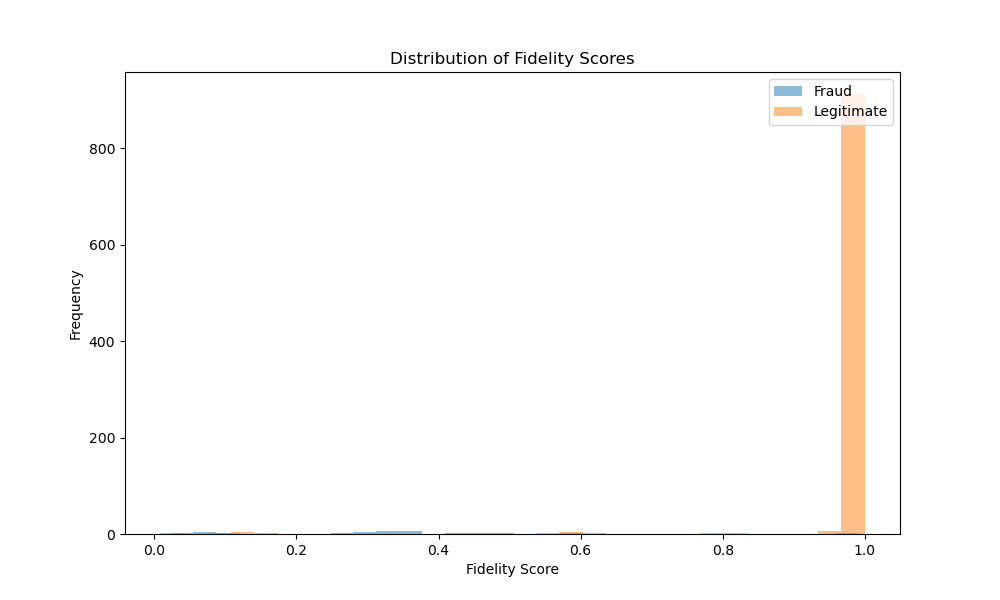 Distribution of Fidelity Scores
Fraud
Legitimate
Frequency
800
600
400
200
0
0.0 0.2 0.4 0.6 0.8 1.0
Fidelity Score